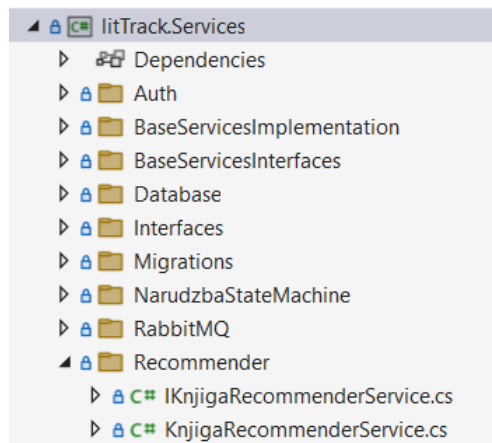 C# litTrack.Services
Dependencies
Auth
BaseServicesImplementation
BaseServicesInterfaces
Database
Interfaces
Migrations
NarudzbaStateMachine
RabbitMQ
Recommender
C# IKnjigaRecommenderService.cs
C# KnjigaRecommenderService.cs